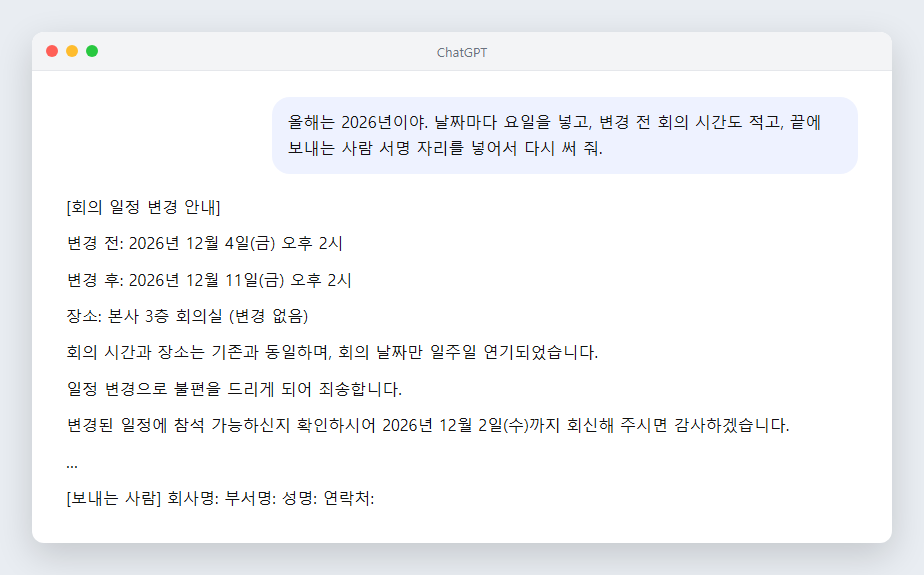 ChatGPT
올해는 2026년이야. 날짜마다 요일을 넣고, 변경 전 회의 시간도 적고, 끝에
보내는 사람 서명 자리를 넣어서 다시 써 줘.
[회의 일정 변경 안내]
변경 전: 2026년 12월 4일(금) 오후 2시
변경 후: 2026년 12월 11일(금) 오후 2시
장소: 본사 3층 회의실 (변경 없음)
회의 시간과 장소는 기존과 동일하며, 회의 날짜만 일주일 연기되었습니다.
일정 변경으로 불편을 드리게 되어 죄송합니다.
변경된 일정에 참석 가능하신지 확인하시어 2026년 12월 2일(수)까지 회신해 주시면 감사하겠습니다.
...
[보내는 사람] 회사명: 부서명: 성명: 연락처: